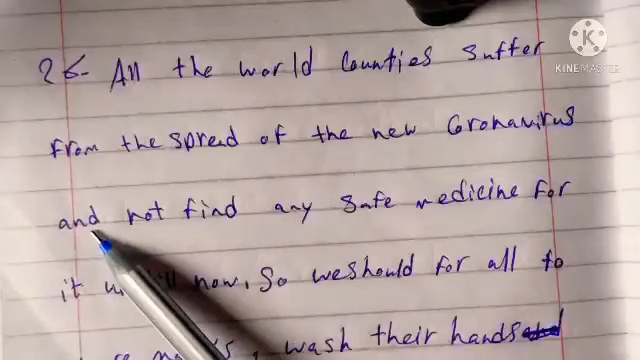 26- All the world Counties suffer
KINEMASTER
from the spread of the new Coronavirus
and not find any safe medicine for
it now, So we should for all to
wash their hands